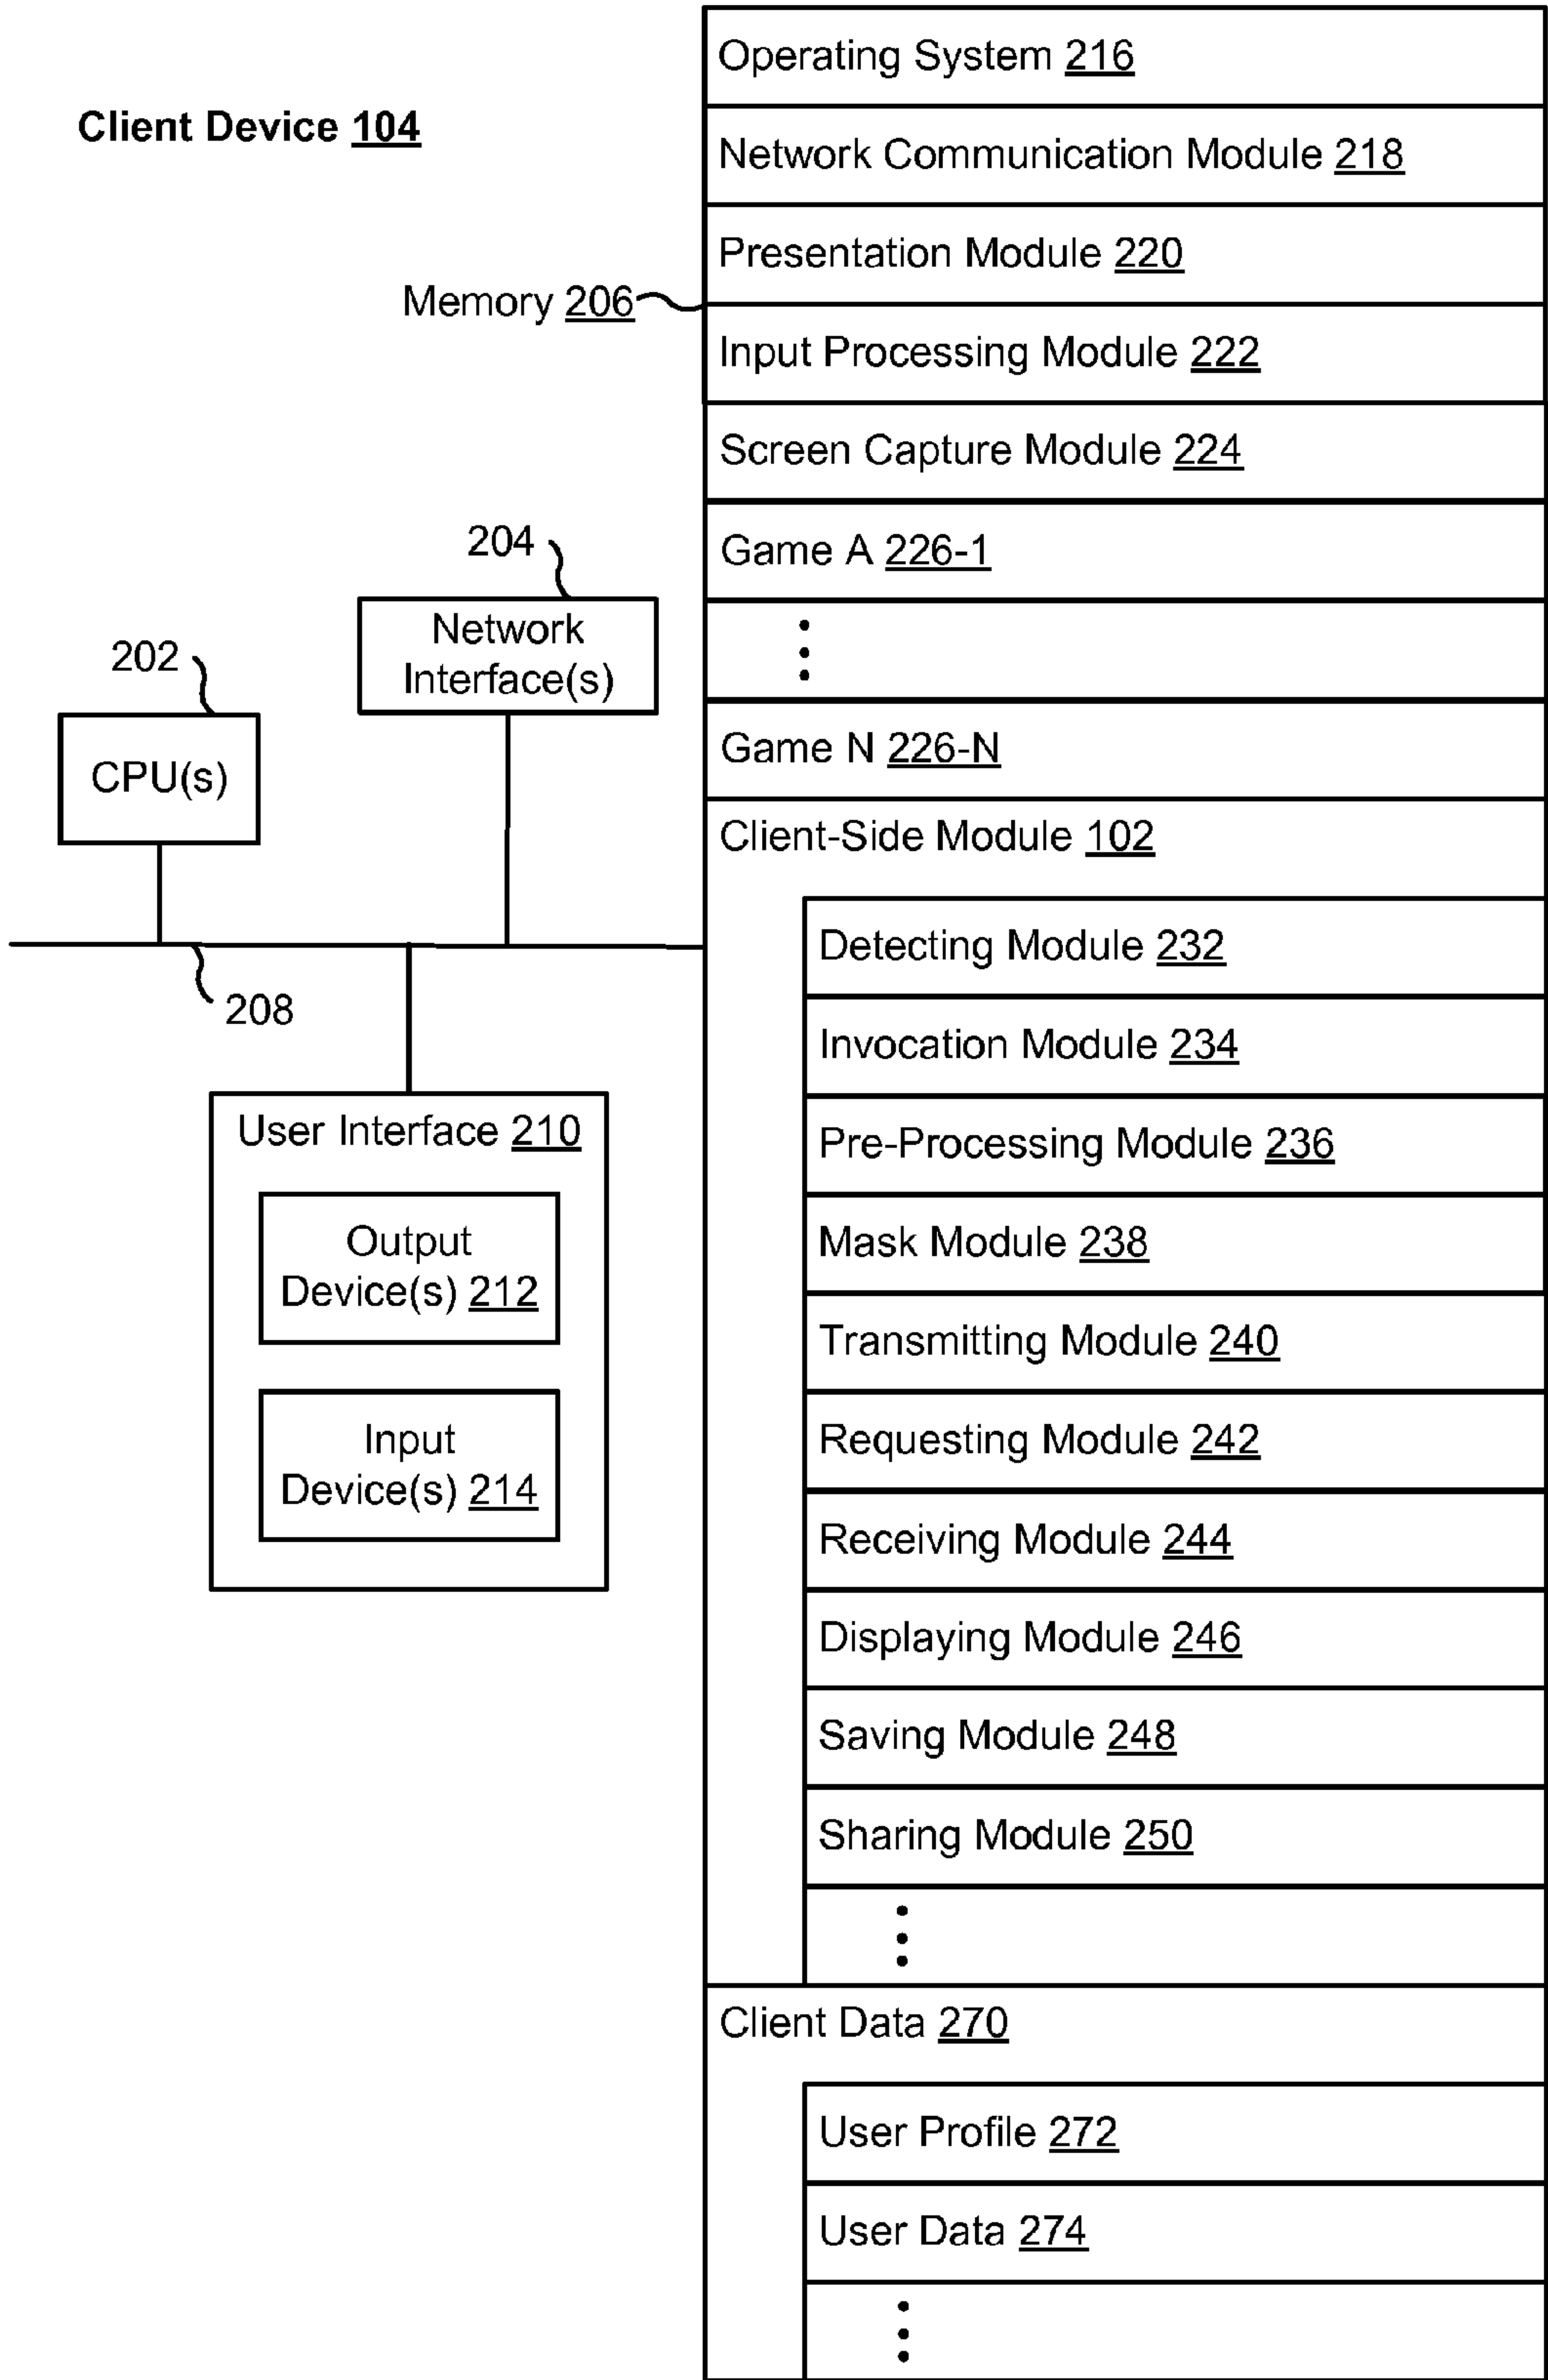 Client Device 104
Memory 206
204
Network
Interface(s)
202
CPU(s)
208
User Interface 210
Output
Device(s) 212
Input
Device(s) 214
Operating System 216
Network Communication Module 218
Presentation Module 220
Input Processing Module 222
Screen Capture Module 224
Game A 226-1
Game N 226-N
Client-Side Module 102
Detecting Module 232
Invocation Module 234
Pre-Processing Module 236
Mask Module 238
Transmitting Module 240
Requesting Module 242
Receiving Module 244
Displaying Module 246
Saving Module 248
Sharing Module 250
Client Data 270
User Profile 272
User Data 274